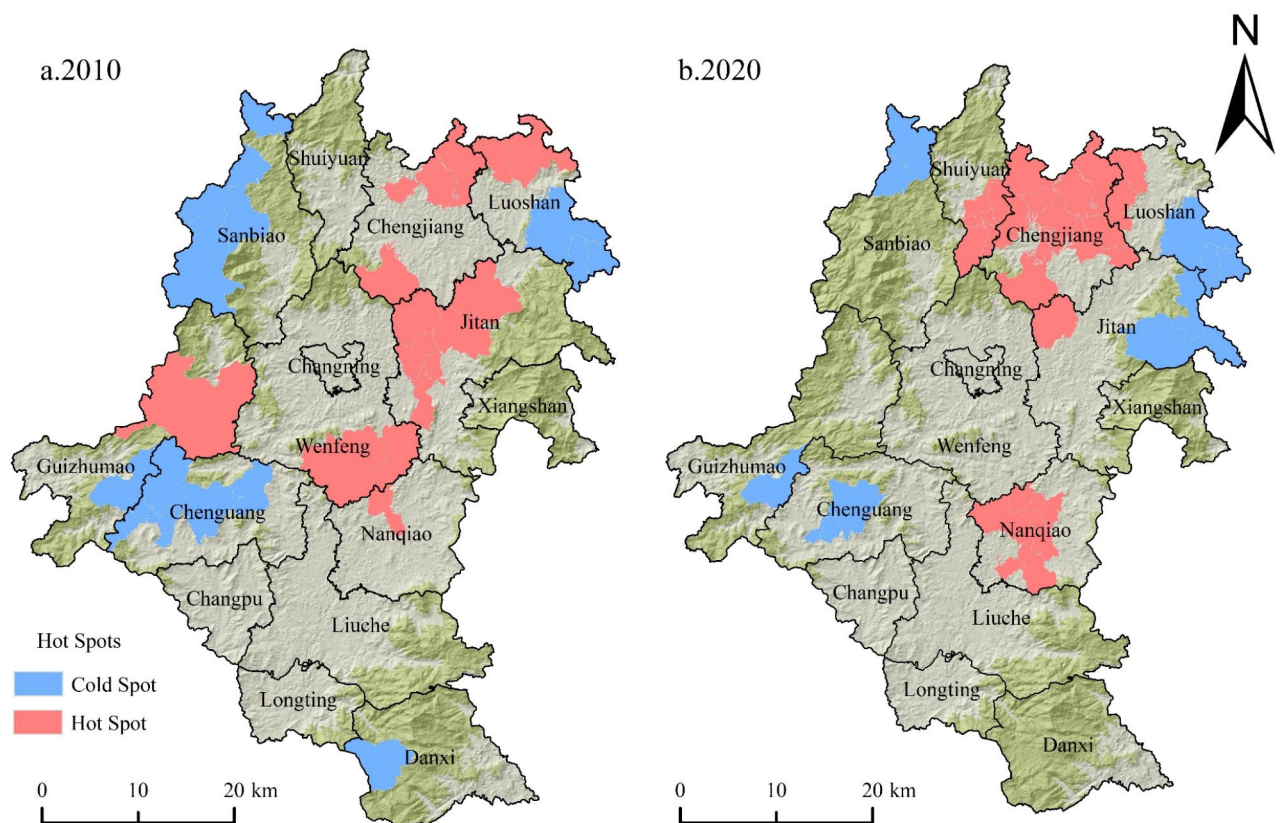 a.2010
Shuiyuan
Luoshan
Chengjiang
Sanbiao
Jitan
Changning
Xiangshan
Wenfeng
Guizhumao
Chenguang
Nanqiao
Changpu
Liuche
Longting
Danxi
Hot Spots
Cold Spot
Hot Spot
0 10 20 km
b.2020
N
Shuiyuan
Luoshan
Chengjiang
Sanbiao
Jitan
Changning
Xiangshan
Wenfeng
Guizhumao
Chenguang
Nanqiao
Changpu
Liuche
Longting
Danxi
0 10 20 km